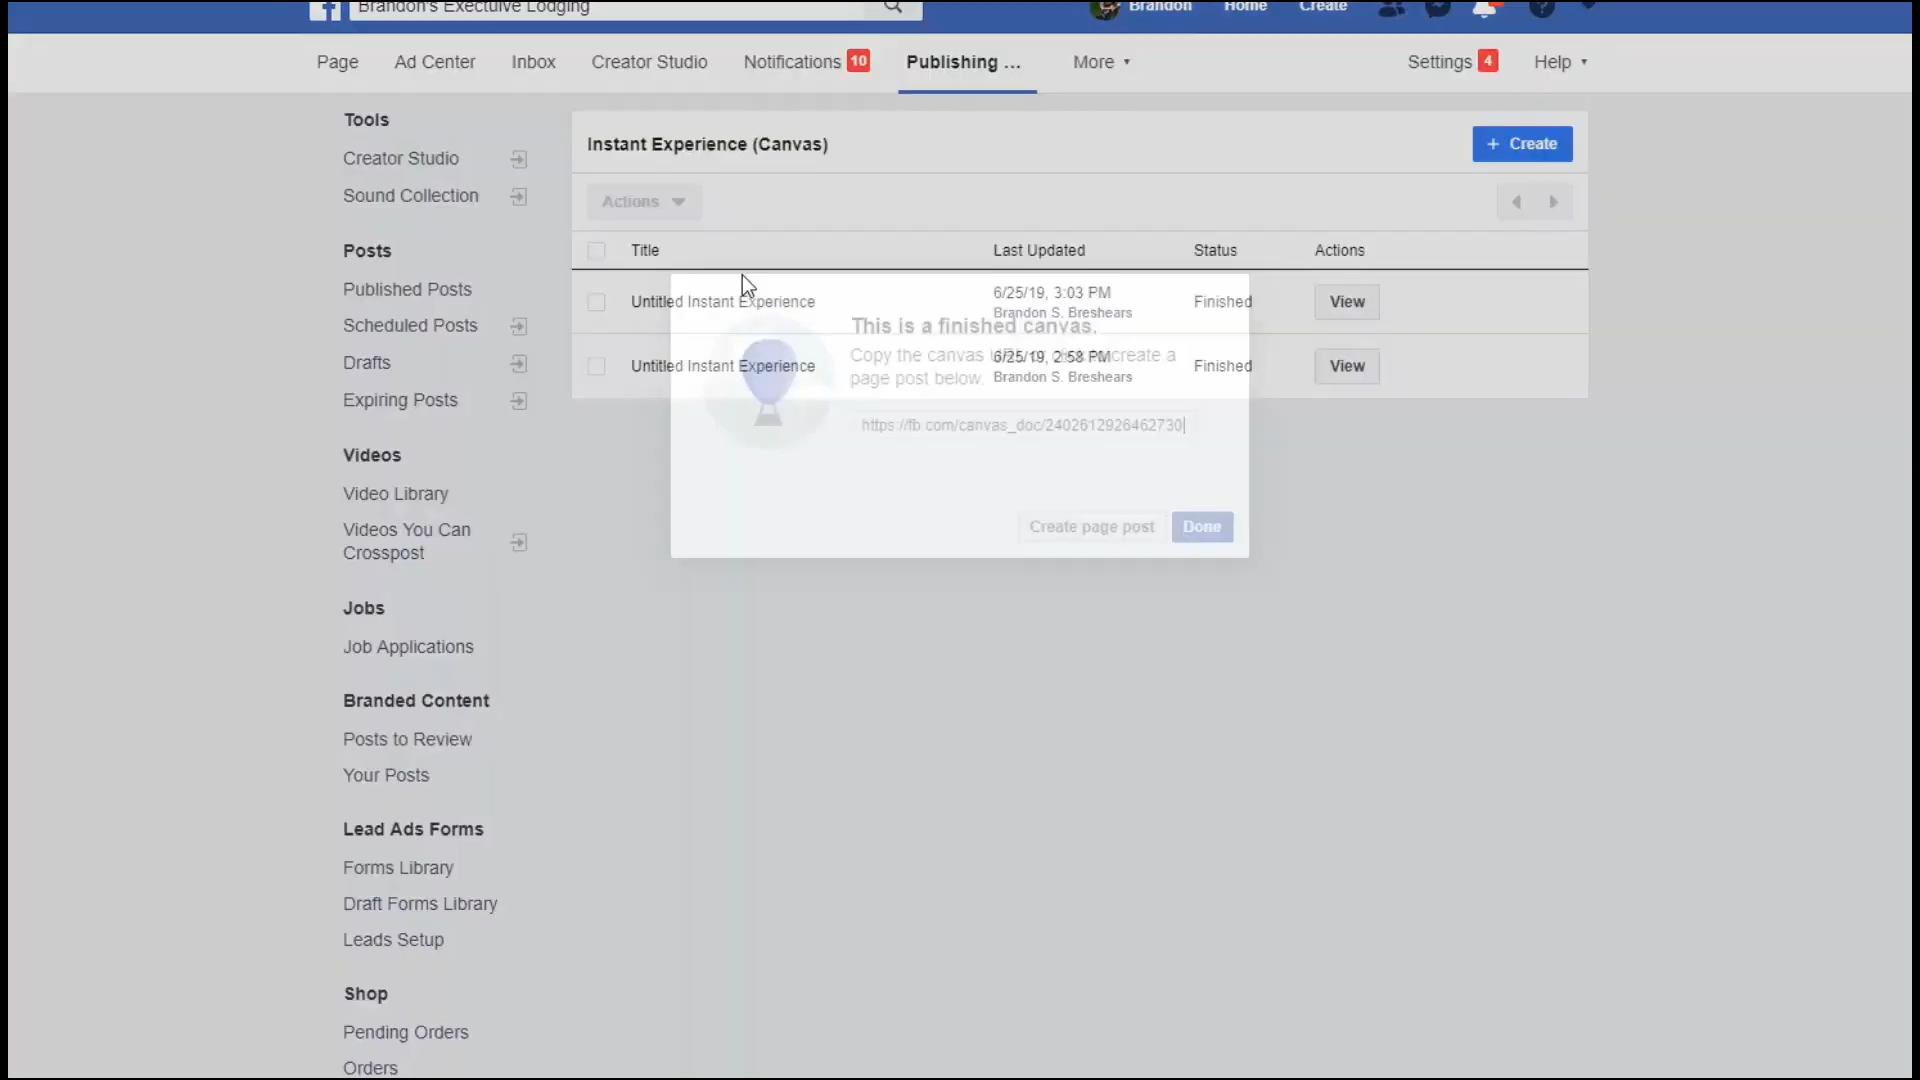 Brandon's Exectuive Lodging
Brandon Home Create
Page Ad Center Inbox Creator Studio Notifications 10 Publishing ... More Settings 4 Help
Tools
Creator Studio
Sound Collection
Posts
Published Posts
Scheduled Posts
Drafts
Expiring Posts
Videos
Video Library
Videos You Can
Crosspost
Jobs
Job Applications
Branded Content
Posts to Review
Your Posts
Lead Ads Forms
Forms Library
Draft Forms Library
Leads Setup
Shop
Pending Orders
Orders
Instant Experience (Canvas)
+ Create
Actions
Title Last Updated Status Actions
Untitled Instant Experience 6/25/19, 3:03 PM Finished View
Brandon S. Breshears
Untitled Instant Experience 6/25/19, 2:58 PM Finished View
Brandon S. Breshears
This is a finished canvas.
Copy the canvas create a
page post below.
https://fb.com/canvas_doc/2402612926462730
Create page post Done